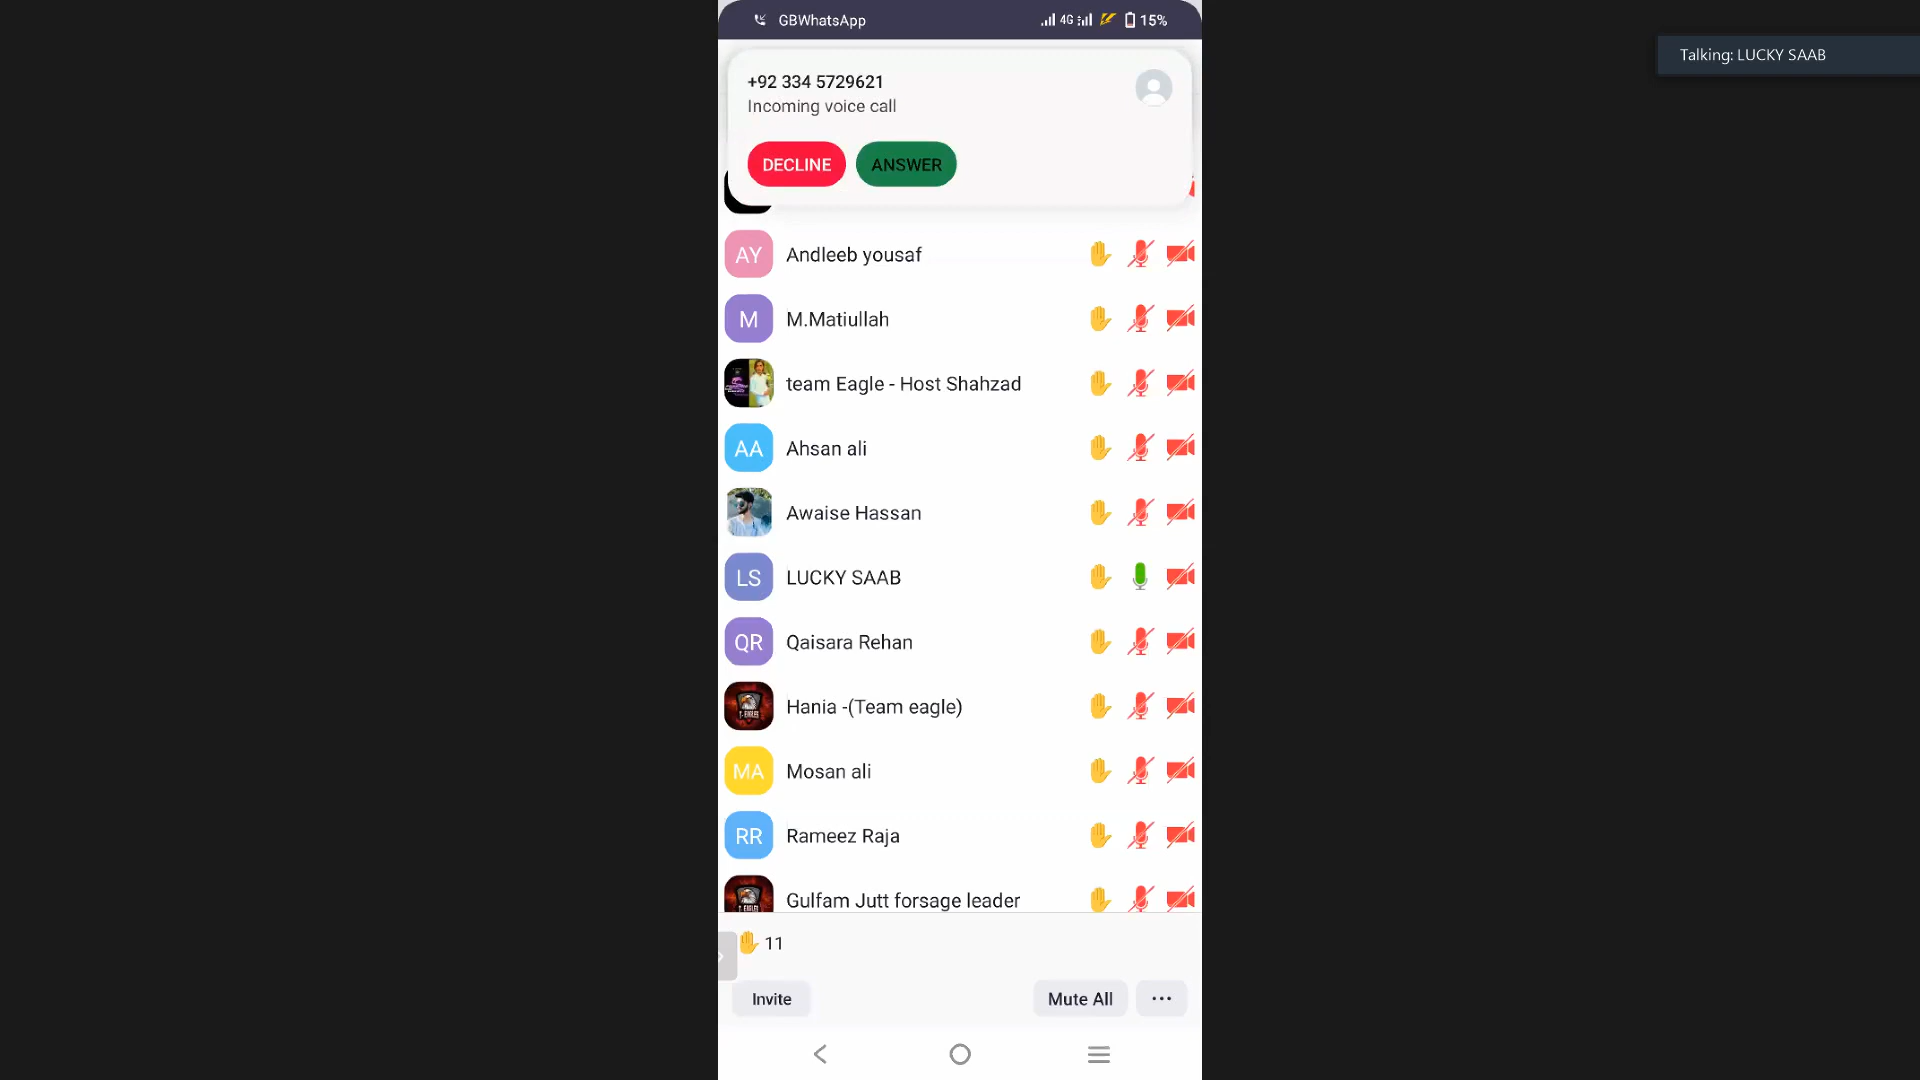 GBWhatsApp
4G
15%
Talking: LUCKY SAAB
+92 334 5729621
Incoming voice call
DECLINE
ANSWER
AY
Andleeb yousaf
M
M.Matiullah
team Eagle - Host Shahzad
AA
Ahsan ali
Awaise Hassan
LS
LUCKY SAAB
QR
Qaisara Rehan
Hania -(Team eagle)
MA
Mosan ali
RR
Rameez Raja
Gulfam Jutt forsage leader
11
Invite
Mute All